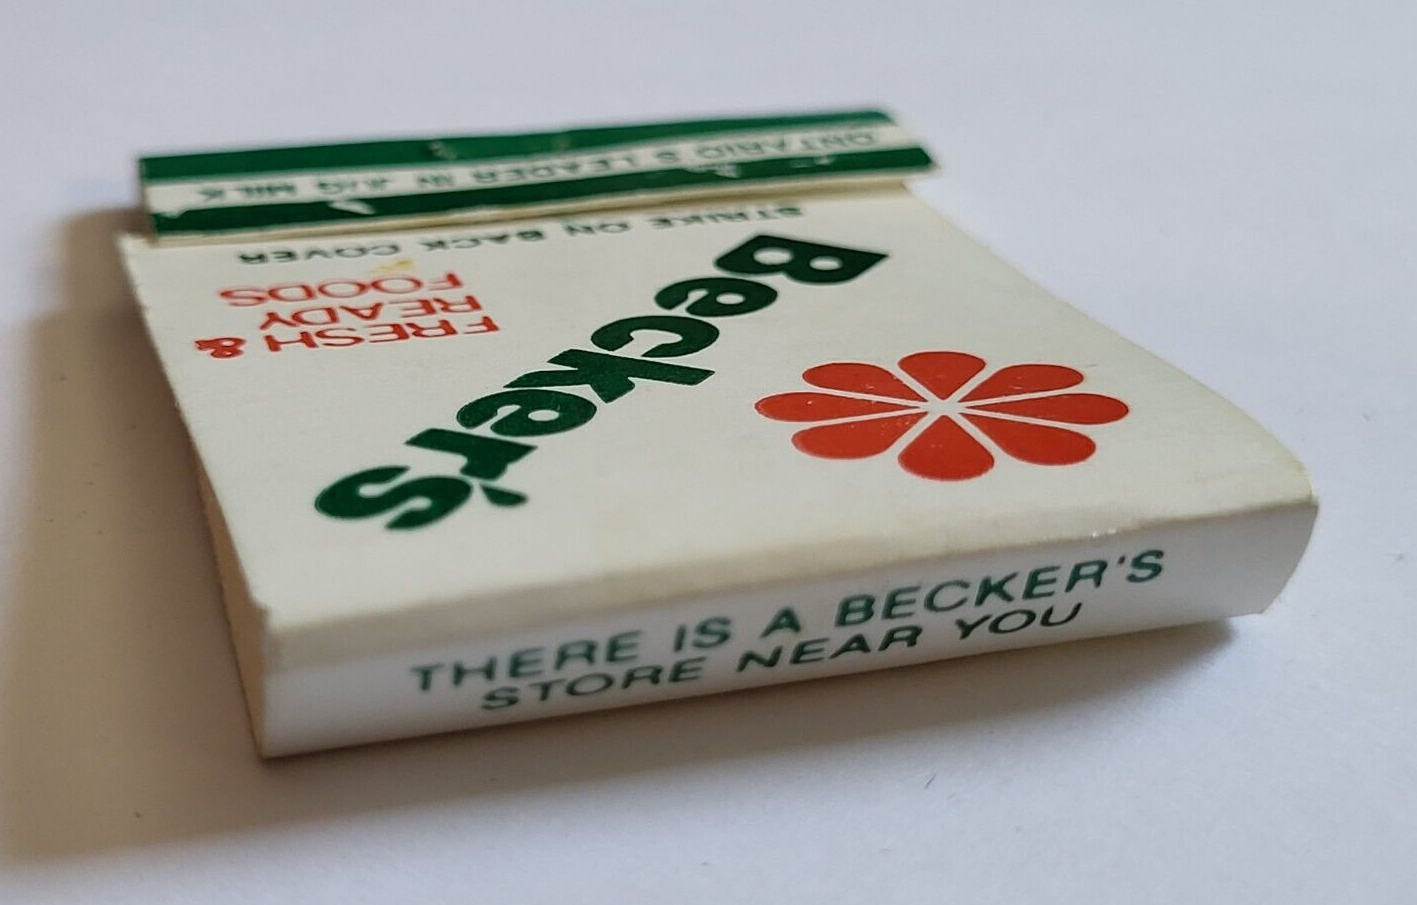 THERE IS A BECKER'S
STORE NEAR YOU
Becker's
FRESH &
READY
FOODS
STRIKE ON BACK COVER
ONTARIO'S LEADER IN JUG MILK